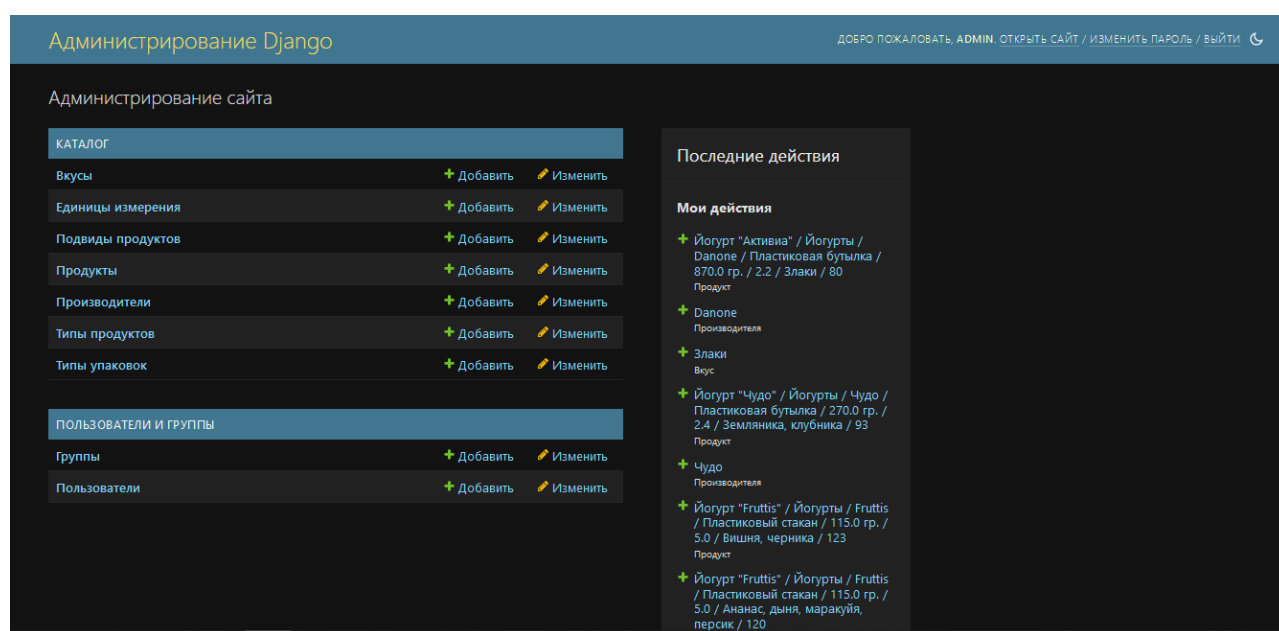 Администрирование Django
ДОБРО ПОЖАЛОВАТЬ, ADMIN. ОТКРЫТЬ САЙТ / ИЗМЕНИТЬ ПАРОЛЬ / ВЫЙТИ
Администрирование сайта
КАТАЛОГ
Вкусы Добавить Изменить
Единицы измерения Добавить Изменить
Подвиды продуктов Добавить Изменить
Продукты Добавить Изменить
Производители Добавить Изменить
Типы продуктов Добавить Изменить
Типы упаковок Добавить Изменить
ПОЛЬЗОВАТЕЛИ И ГРУППЫ
Группы Добавить Изменить
Пользователи Добавить Изменить
Последние действия
Мои действия
Йогурт "Активиа" / Йогурты /
Danone / Пластиковая бутылка /
870.0 гр. / 2.2 / Злаки / 80
Продукт
Danone
Производителя
Злаки
Вкус
Йогурт "Чудо" / Йогурты / Чудо /
Пластиковая бутылка / 270.0 гр. /
2.4 / Земляника, клубника / 93
Продукт
Чудо
Производителя
Йогурт "Fruttis" / Йогурты / Fruttis
/ Пластиковый стакан / 115.0 гр. /
5.0 / Вишня, черника / 123
Продукт
Йогурт "Fruttis" / Йогурты / Fruttis
/ Пластиковый стакан / 115.0 гр. /
5.0 / Ананас, дыня, маракуйя,
персик / 120